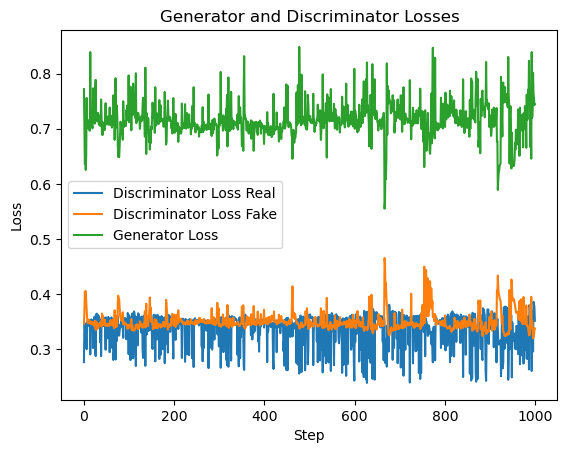 Generator and Discriminator Losses
0.8
0.7
0.6
0.5
0.4
0.3
Loss
Discriminator Loss Real
Discriminator Loss Fake
Generator Loss
0
200
400
600
800
1000
Step